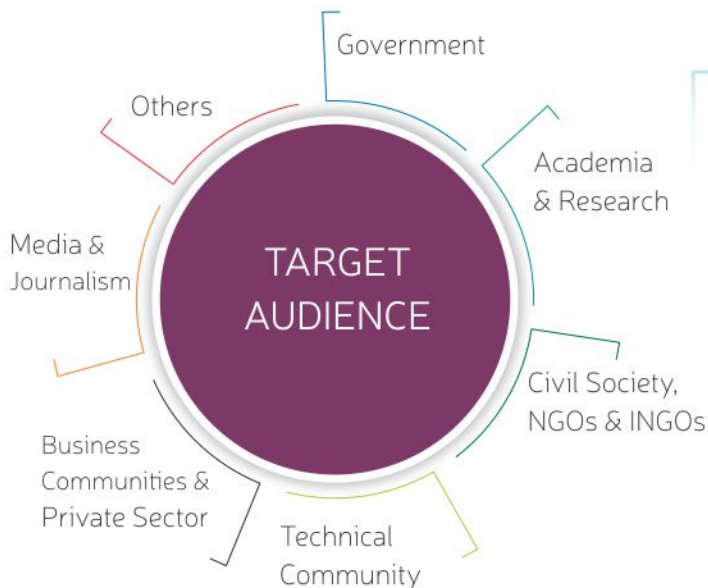 Government
Others
Academia
& Research
Media &
Journalism
TARGET
AUDIENCE
Civil Society,
NGOs & INGOs
Business
Communities &
Private Sector
Technical
Community